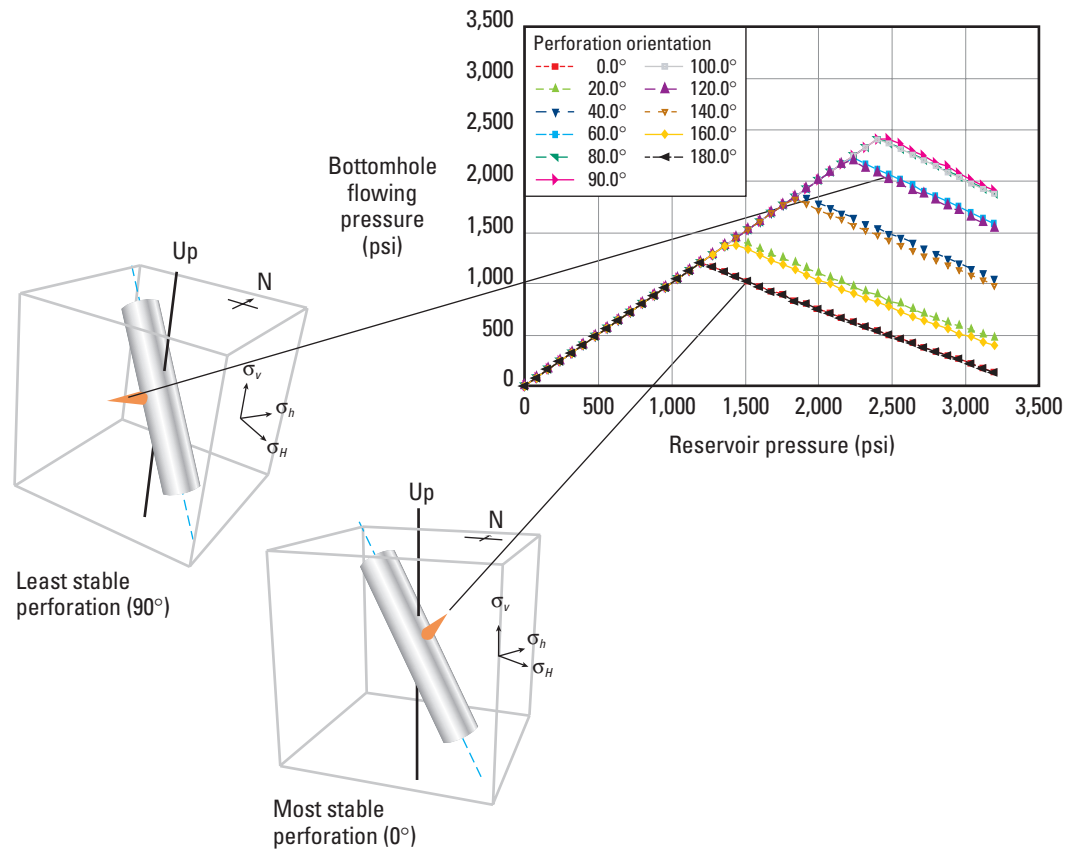 Bottomhole
flowing
pressure
(psi)
3,500
3,000
2,500
2,000
1,500
1,000
500
0
Perforation orientation
0.0°
20.0°
40.0°
60.0°
80.0°
90.0°
100.0°
120.0°
140.0°
160.0°
180.0°
0
500
1,000
1,500
2,000
2,500
3,000
3,500
Reservoir pressure (psi)
Up
N
σv
σh
σH
Least stable
perforation (90°)
Up
N
σv
σh
σH
Most stable
perforation (0°)